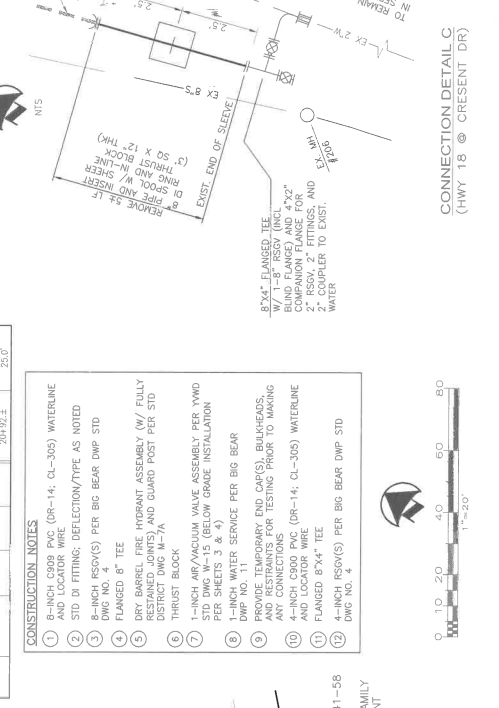 25.0'
20+92.±
CONSTRUCTION NOTES
1 8-INCH C909 PVC (DR-14; CL-305) WATERLINE
AND LOCATOR WIRE
2 STD DI FITTING; DEFLECTION/TYPE AS NOTED
3 8-INCH RSGV(S) PER BIG BEAR DWP STD
DWG NO. 4
4 FLANGED 8" TEE
5 DRY BARREL FIRE HYDRANT ASSEMBLY (W/ FULLY
RESTAINED JOINTS) AND GUARD POST PER STD
DISTRICT DWG M-7A
6 THRUST BLOCK
7 1-INCH AIR/VACUUM VALVE ASSEMBLY PER YVWD
STD DWG W-15 (BELOW GRADE INSTALLATION
PER SHEETS 3 & 4)
8 1-INCH WATER SERVICE PER BIG BEAR
DWP NO. 11
9 PROVIDE TEMPORARY END CAP(S), BULKHEADS,
AND RESTRAINTS FOR TESTING PRIOR TO MAKING
ANY CONNECTIONS
10 4-INCH C900 PVC (DR-14; CL-305) WATERLINE
AND LOCATOR WIRE
11 FLANGED 8"X4" TEE
12 4-INCH RSGV(S) PER BIG BEAR DWP STD
DWG NO. 4
0 10 20 40 60 80
1"=20'
41-58
NTS
2.5' 2.5'
REMOVE 5± LF
8" PIPE AND INSERT
DI SPOOL W/ SHEER
RING AND IN-LINE
THRUST BLOCK
(3' SQ X 12" THK)
EX 8"S
EXIST. END OF SLEEVE
EX 2"W
TO REMAIN
IN
EX. MH
#206
8"X4" FLANGED TEE
W/ 1-8" RSGV (INCL
BLIND FLANGE) AND 4"X2"
COMPANION FLANGE FOR
2" RSGV, 2" FITTINGS, AND
2" COUPLER TO EXIST.
WATER
CONNECTION DETAIL C
(HWY 18 @ CRESENT DR)